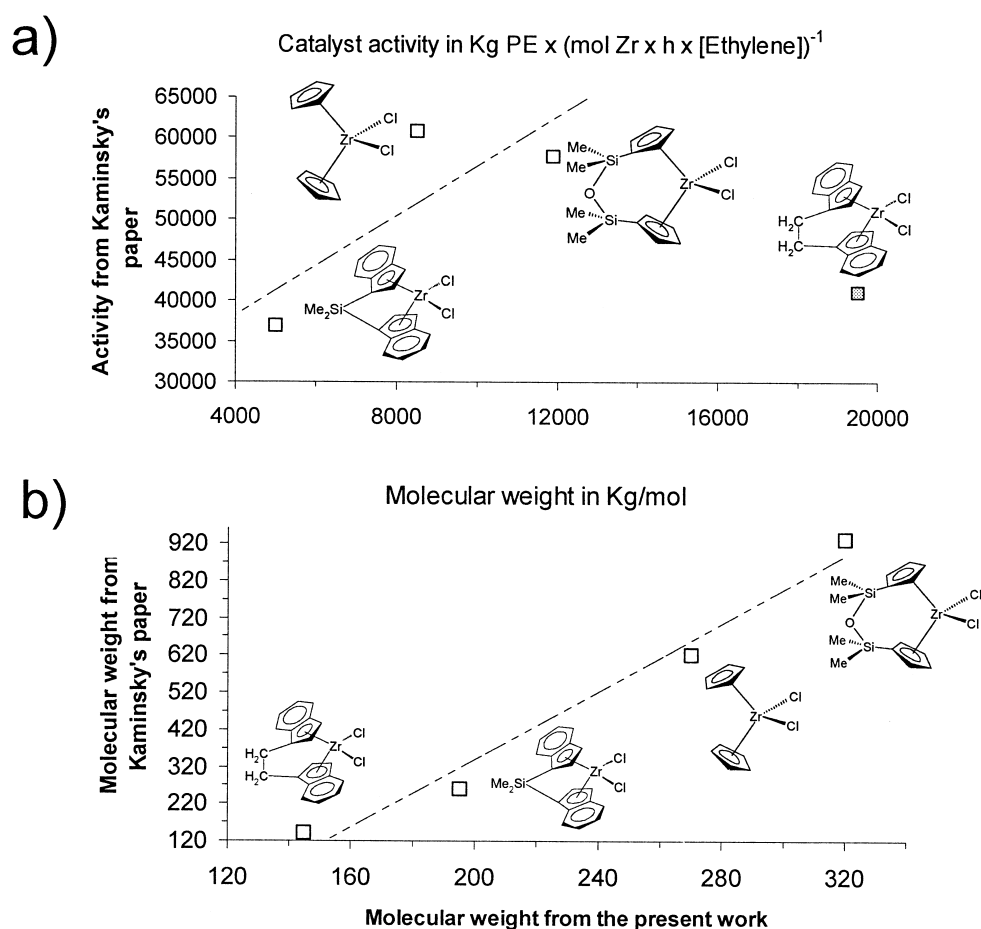 a)
Catalyst activity in Kg PE x (mol Zr x h x [Ethylene])-1
Activity from Kaminsky's
paper
65000
60000
55000
50000
45000
40000
35000
30000
4000
8000
12000
16000
20000
Zr
Cl
Cl
Me2Si
Zr
Cl
Cl
Me
Me
Si
O
Me
Si
Me
Zr
Cl
Cl
H2C
H2C
Zr
Cl
Cl
b)
Molecular weight in Kg/mol
Molecular weight from
Kaminsky's paper
920
820
720
620
520
420
320
220
120
120
160
200
240
280
320
H2C
H2C
Zr
Cl
Cl
Me2Si
Zr
Cl
Cl
Zr
Cl
Cl
Me
Me
Si
O
Me
Si
Me
Zr
Cl
Cl
Molecular weight from the present work